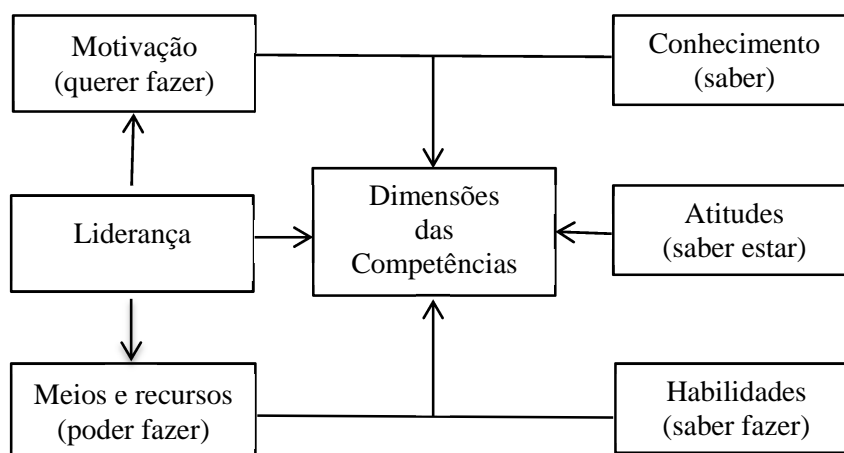 Motivação
(querer fazer)
Conhecimento
(saber)
Liderança
Dimensões
das
Competências
Atitudes
(saber estar)
Meios e recursos
(poder fazer)
Habilidades
(saber fazer)